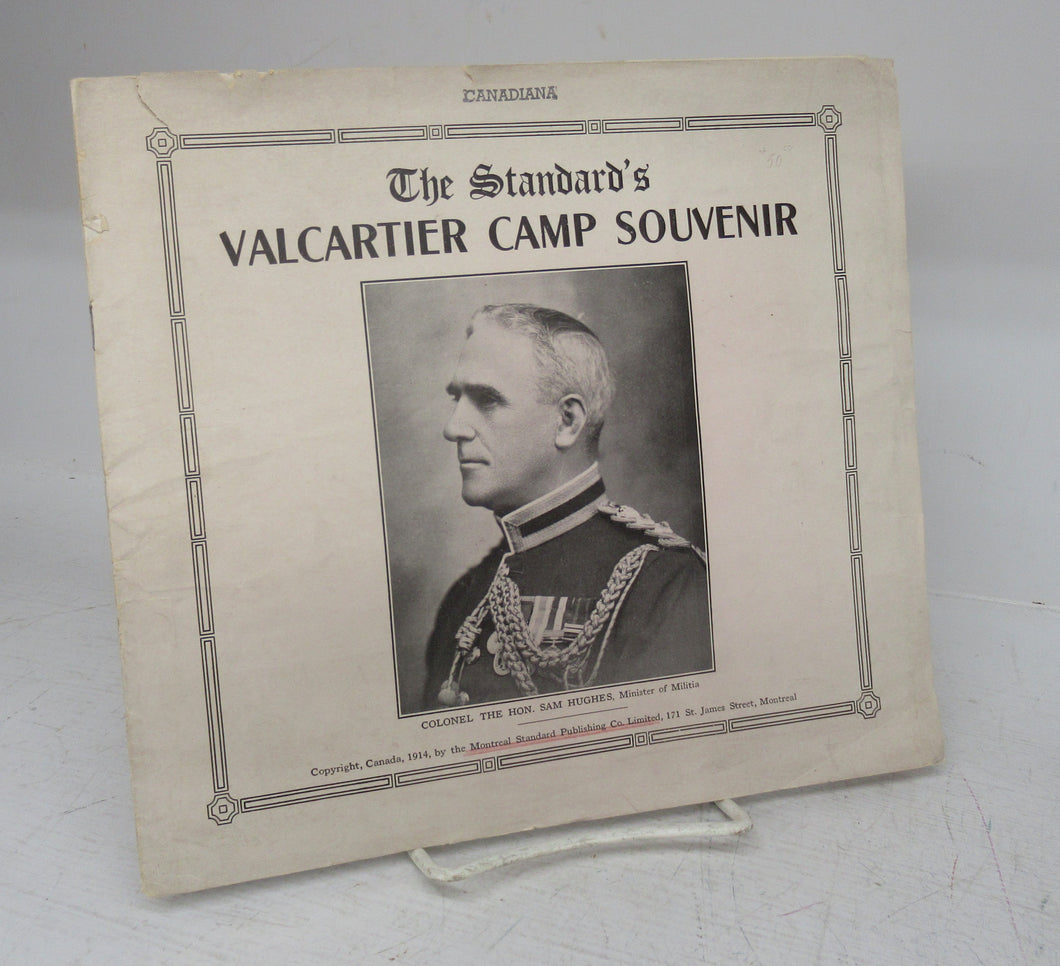 CANADIANA
The Standard's
VALCARTIER CAMP SOUVENIR
COLONEL THE HON. SAM HUGHES, Minister of Militia
Copyright, Canada, 1914, by the Montreal Standard Publishing Co. Limited, 171 St. James Street, Montreal